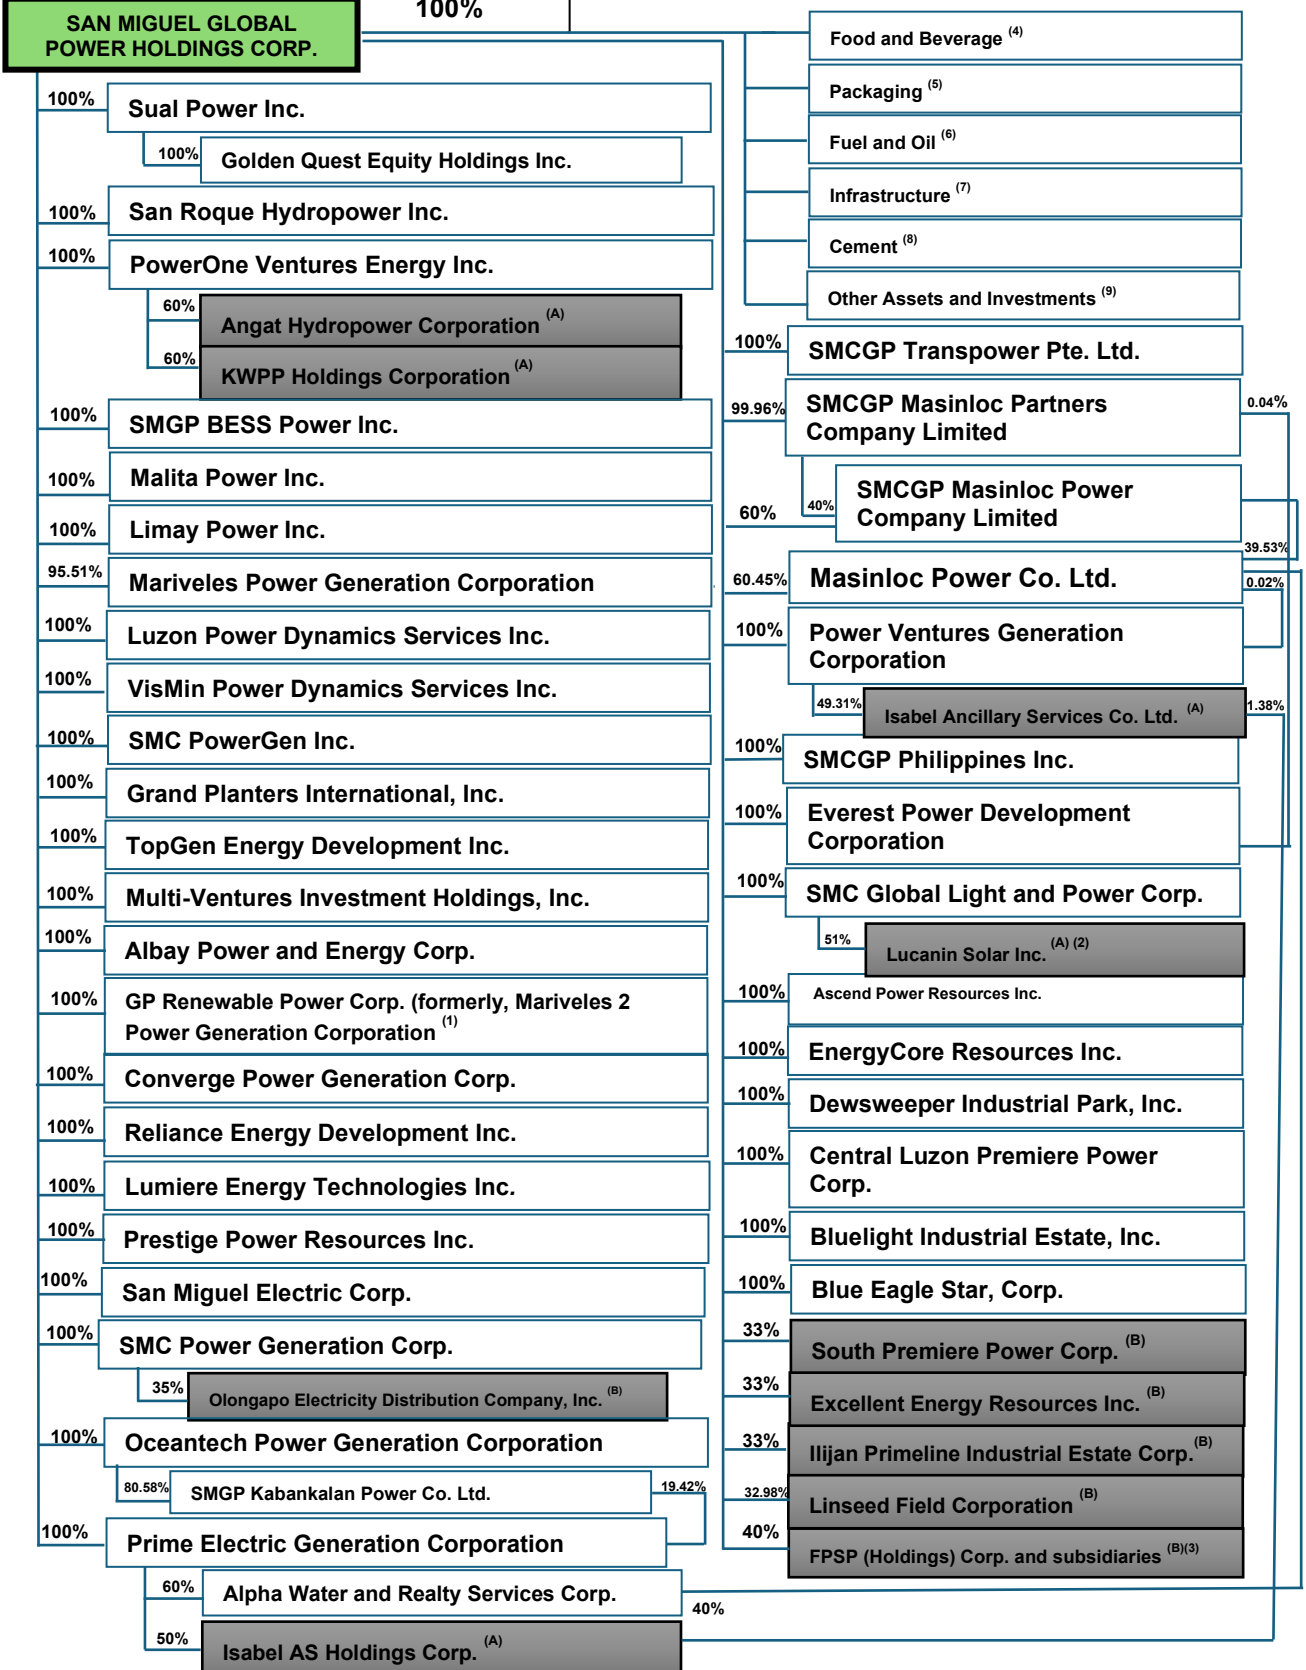 100%
SAN MIGUEL GLOBAL
POWER HOLDINGS CORP.
100%
Sual Power Inc.
100%
Golden Quest Equity Holdings Inc.
100%
San Roque Hydropower Inc.
100%
PowerOne Ventures Energy Inc.
60%
Angat Hydropower Corporation (A)
60%
KWPP Holdings Corporation (A)
100%
SMGP BESS Power Inc.
100%
Malita Power Inc.
100%
Limay Power Inc.
95.51%
Mariveles Power Generation Corporation
100%
Luzon Power Dynamics Services Inc.
100%
VisMin Power Dynamics Services Inc.
100%
SMC PowerGen Inc.
100%
Grand Planters International, Inc.
100%
TopGen Energy Development Inc.
100%
Multi-Ventures Investment Holdings, Inc.
100%
Albay Power and Energy Corp.
100%
GP Renewable Power Corp. (formerly, Mariveles 2
Power Generation Corporation (1)
100%
Converge Power Generation Corp.
100%
Reliance Energy Development Inc.
100%
Lumiere Energy Technologies Inc.
100%
Prestige Power Resources Inc.
100%
San Miguel Electric Corp.
100%
SMC Power Generation Corp.
35%
Olongapo Electricity Distribution Company, Inc. (B)
100%
Oceantech Power Generation Corporation
80.58%
SMGP Kabankalan Power Co. Ltd.
19.42%
100%
Prime Electric Generation Corporation
60%
Alpha Water and Realty Services Corp.
40%
50%
Isabel AS Holdings Corp. (A)
Food and Beverage (4)
Packaging (5)
Fuel and Oil (6)
Infrastructure (7)
Cement (8)
Other Assets and Investments (9)
100%
SMCGP Transpower Pte. Ltd.
99.96%
SMCGP Masinloc Partners
Company Limited
0.04%
40%
SMCGP Masinloc Power
Company Limited
60%
39.53%
60.45%
Masinloc Power Co. Ltd.
0.02%
100%
Power Ventures Generation
Corporation
49.31%
Isabel Ancillary Services Co. Ltd. (A)
1.38%
100%
SMCGP Philippines Inc.
100%
Everest Power Development
Corporation
100%
SMC Global Light and Power Corp.
51%
Lucanin Solar Inc. (A) (2)
100%
Ascend Power Resources Inc.
100%
EnergyCore Resources Inc.
100%
Dewsweeper Industrial Park, Inc.
100%
Central Luzon Premiere Power
Corp.
100%
Bluelight Industrial Estate, Inc.
100%
Blue Eagle Star, Corp.
33%
South Premiere Power Corp. (B)
33%
Excellent Energy Resources Inc. (B)
33%
Ilijan Primeline Industrial Estate Corp. (B)
32.98%
Linseed Field Corporation (B)
40%
FPSP (Holdings) Corp. and subsidiaries (B)(3)